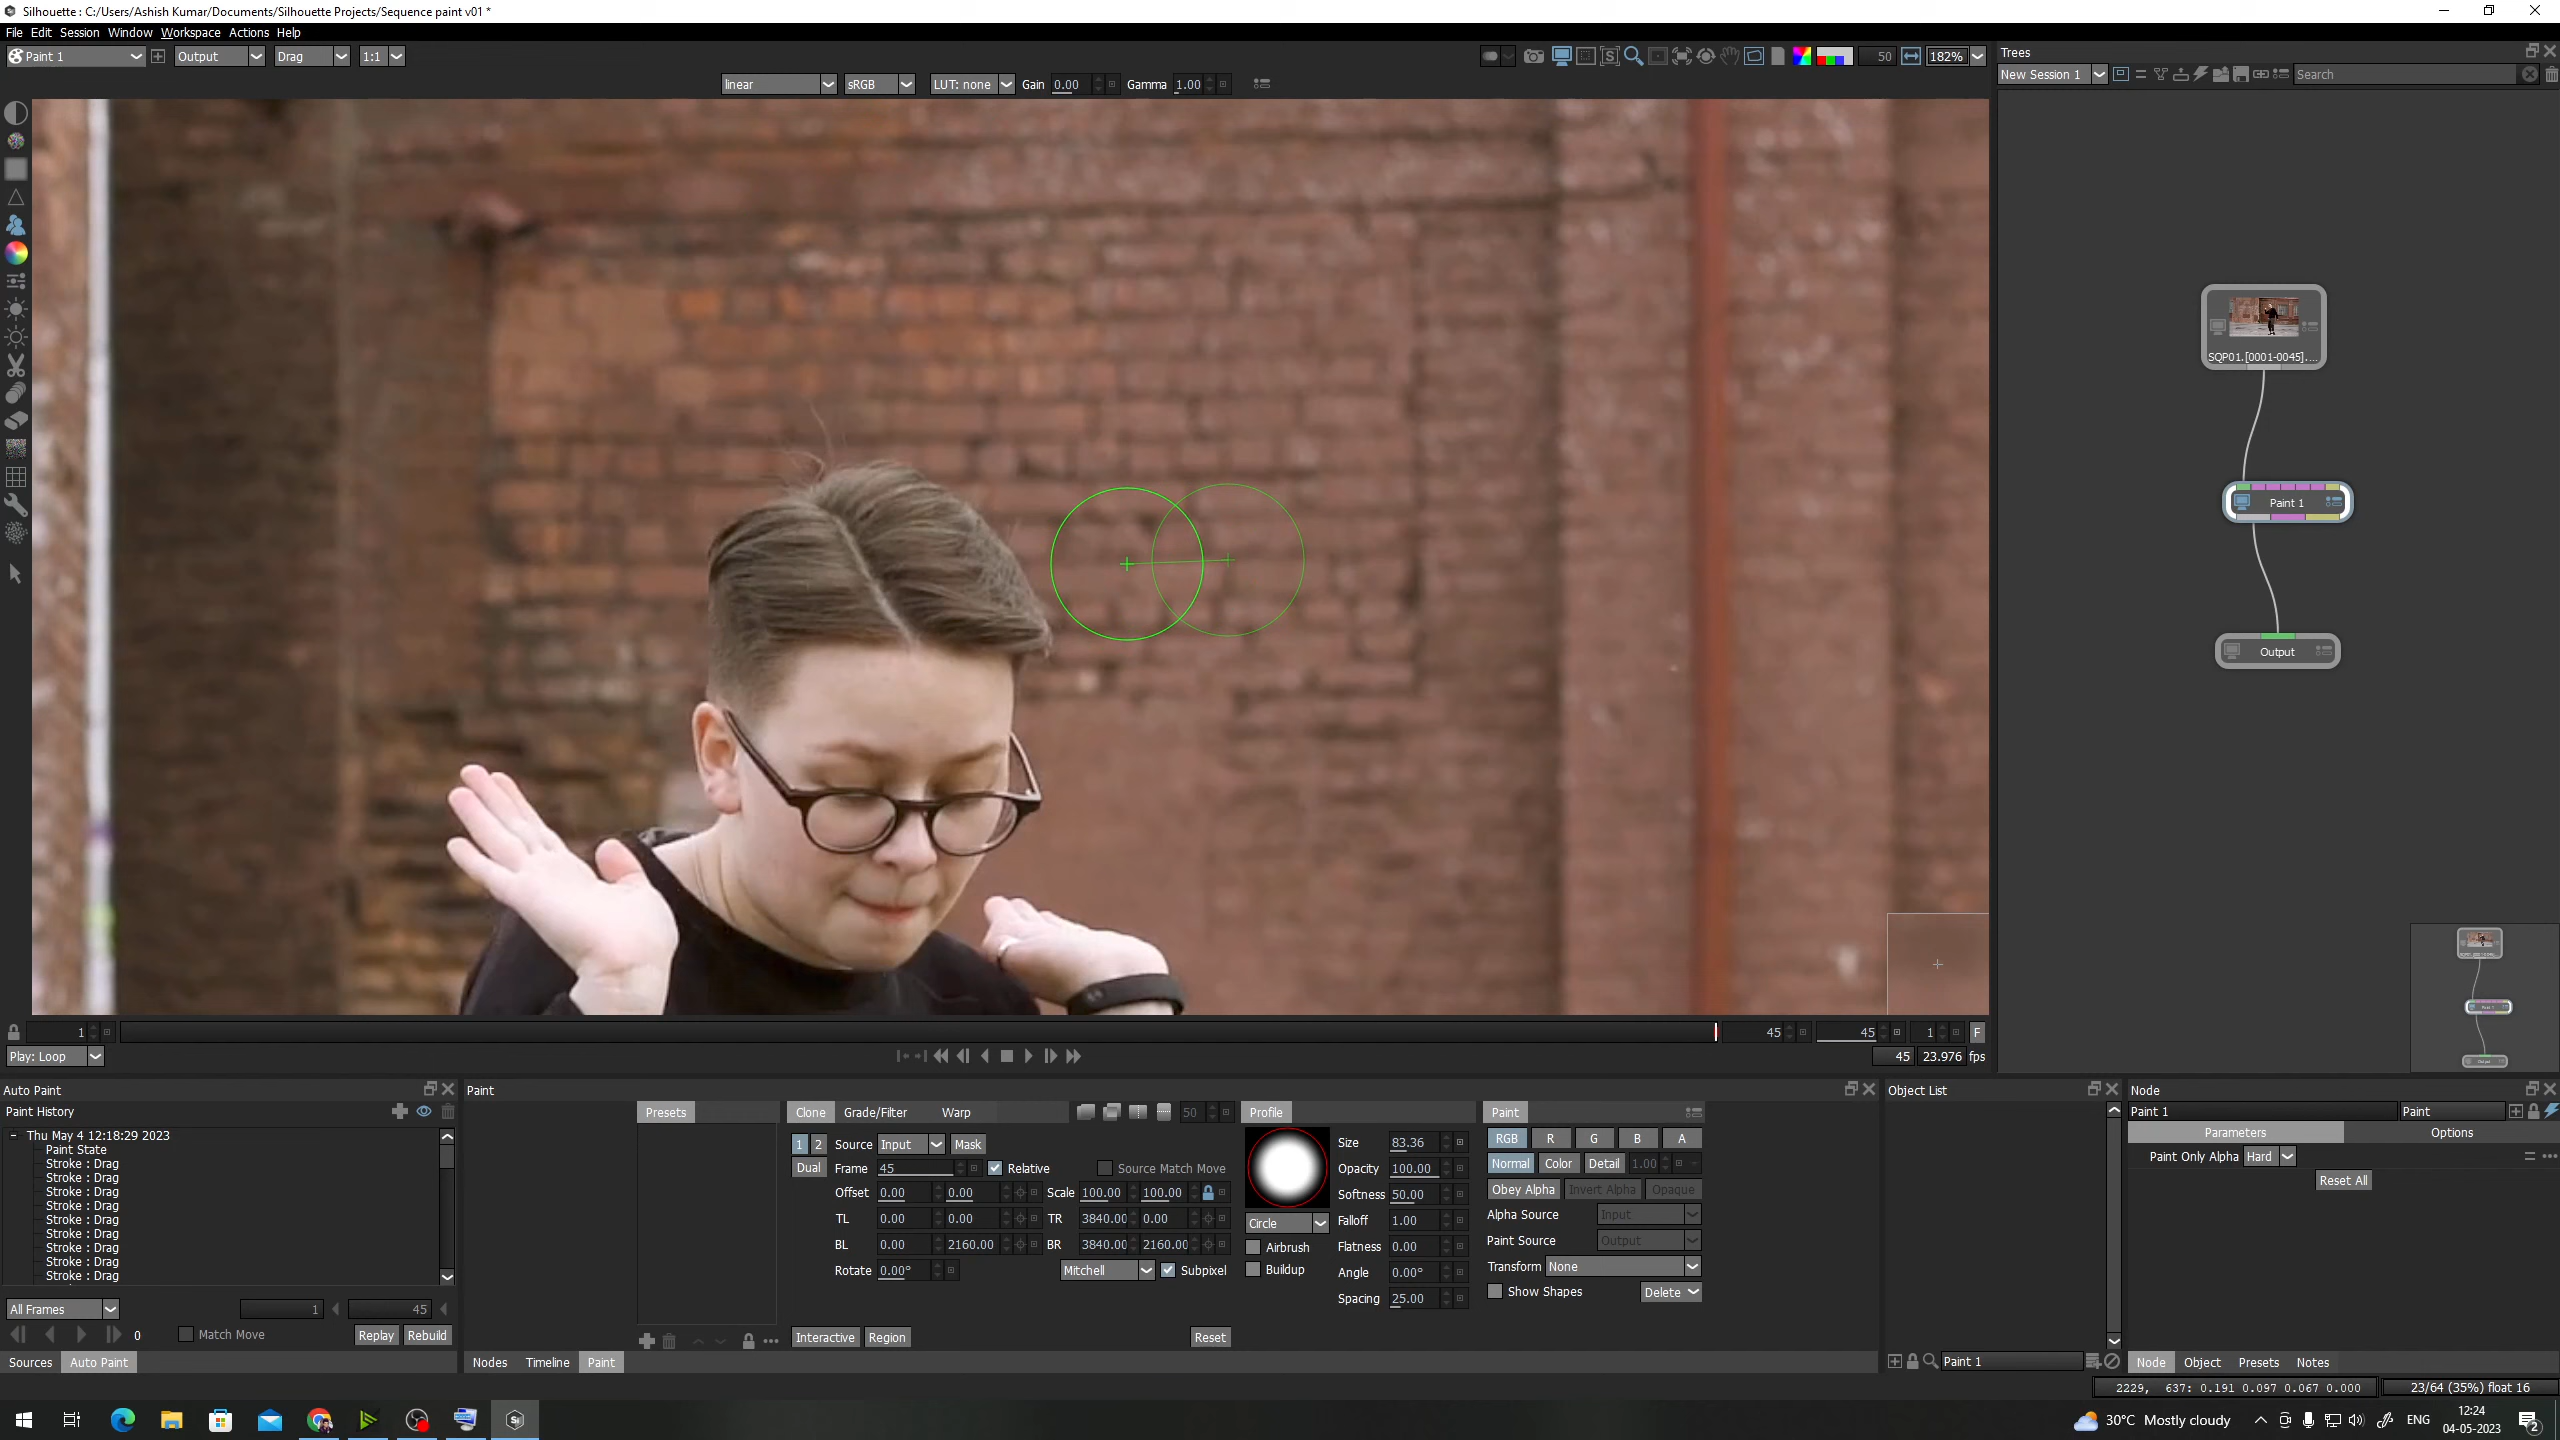 Silhouette : C:/Users/Ashish Kumar/Documents/Silhouette Projects/Sequence paint v01 *
File Edit Session Window Workspace Actions Help
Paint 1 Output Drag 1:1 50 182%
linear sRGB LUT: none Gain 0.00 Gamma 1.00
Trees
New Session 1 Search
SQP01.[0001-0045]....
Paint 1
Output
1 45 45 1 F
Play: Loop 45 23.976 fps
Auto Paint
Paint History
Thu May 4 12:18:29 2023
Paint State
Stroke : Drag
Stroke : Drag
Stroke : Drag
Stroke : Drag
Stroke : Drag
Stroke : Drag
Stroke : Drag
Stroke : Drag
Stroke : Drag
All Frames 1 45
0 Match Move Replay Rebuild
Sources Auto Paint
Paint
Presets
Clone Grade/Filter Warp 50
1 2 Source Input Mask
Dual Frame 45 Relative Source Match Move
Offset 0.00 0.00 Scale 100.00 100.00
TL 0.00 0.00 TR 3840.00 0.00
BL 0.00 2160.00 BR 3840.00 2160.00
Rotate 0.00° Mitchell Subpixel
Interactive Region Reset
Profile
Circle
Airbrush
Buildup
Size 83.36
Opacity 100.00
Softness 50.00
Falloff 1.00
Flatness 0.00
Angle 0.00°
Spacing 25.00
Paint
RGB R G B A
Normal Color Detail 1.00
Obey Alpha Invert Alpha Opaque
Alpha Source Input
Paint Source Output
Transform None
Show Shapes Delete
Nodes Timeline Paint
Object List
Paint 1
Node
Paint 1 Paint
Parameters Options
Paint Only Alpha Hard
Reset All
Node Object Presets Notes
2229, 637: 0.191 0.097 0.067 0.000 23/64 (35%) float 16
30°C Mostly cloudy ENG 12:24
04-05-2023 2